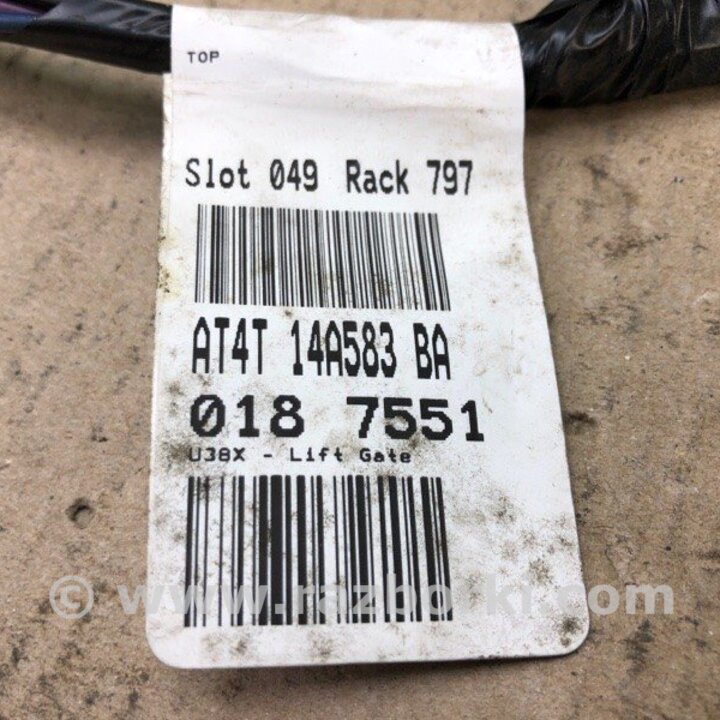 TOP
Slot 049 Rack 797
AT4T 14A583 BA
018 7551
U38X - Lift Gate
© www.razborki.com